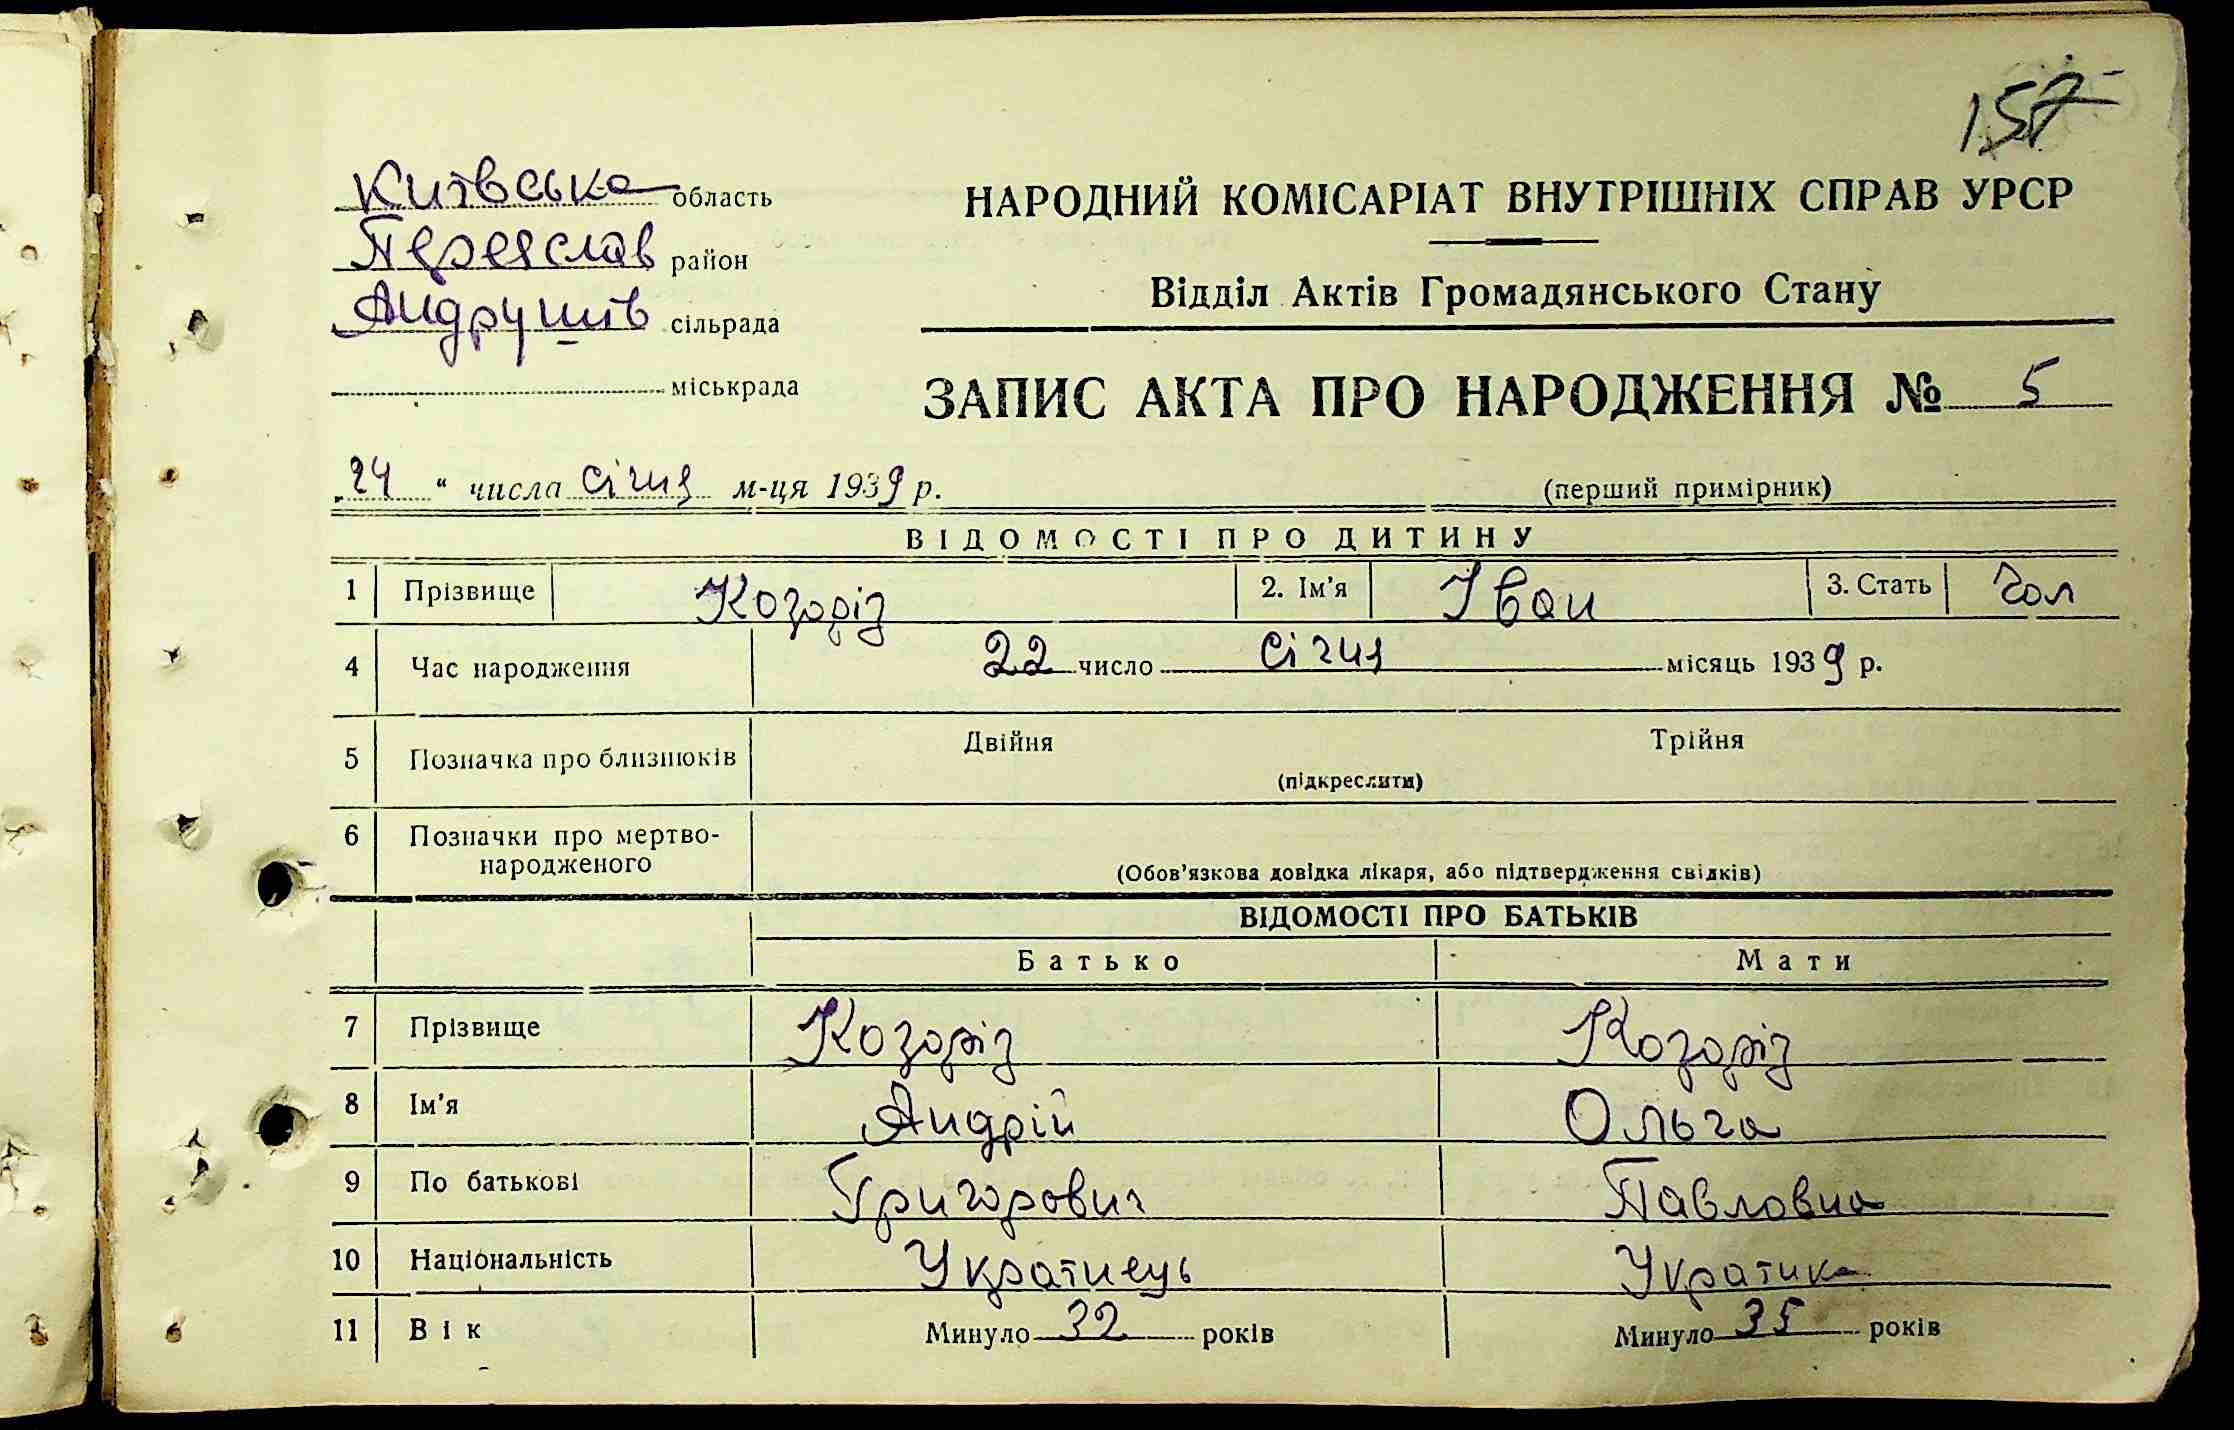 157
Київська область
Переяслав район
Андрушів сільрада
міськрада
НАРОДНИЙ КОМІСАРІАТ ВНУТРІШНІХ СПРАВ УРСР
Відділ Актів Громадянського Стану
ЗАПИС АКТА ПРО НАРОДЖЕННЯ № 5
„24“ числа січня м-ця 1939 р.
(перший примірник)
ВІДОМОСТІ ПРО ДИТИНУ
1 Прізвище Козоріз 2. Ім'я Іван 3. Стать Чол
4 Час народження 22 число Січня місяць 1939 р.
5 Позначка про близнюків Двійня Трійня
(підкреслити)
6 Позначки про мертво-
народженого
(Обов'язкова довідка лікаря, або підтвердження свідків)
ВІДОМОСТІ ПРО БАТЬКІВ
Батько Мати
7 Прізвище Козоріз Козоріз
8 Ім'я Андрій Ольга
9 По батькові Григорович Павловна
10 Національність Українець Українка
11 Вік Минуло 32 років Минуло 35 років